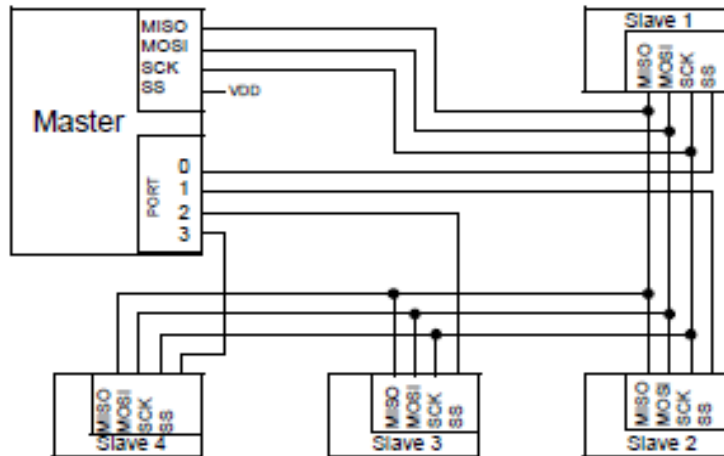 MISO
MOSI
SCK
SS
VDD
Master
PORT
0
1
2
3
Slave 1
MISO
MOSI
SCK
SS
MISO
MOSI
SCK
SS
Slave 4
MISO
MOSI
SCK
SS
Slave 3
MISO
MOSI
SCK
SS
Slave 2